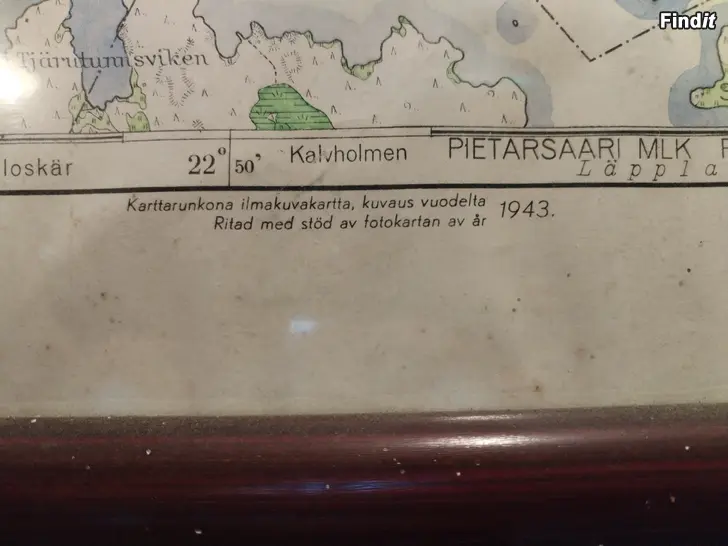 Findit
Tjärutumsviken
loskär
22° 50'
Kalvholmen
PIETARSAARI MLK
Läppla
Karttarunkona ilmakuvakartta, kuvaus vuodelta
Ritad med stöd av fotokartan av år
1943.